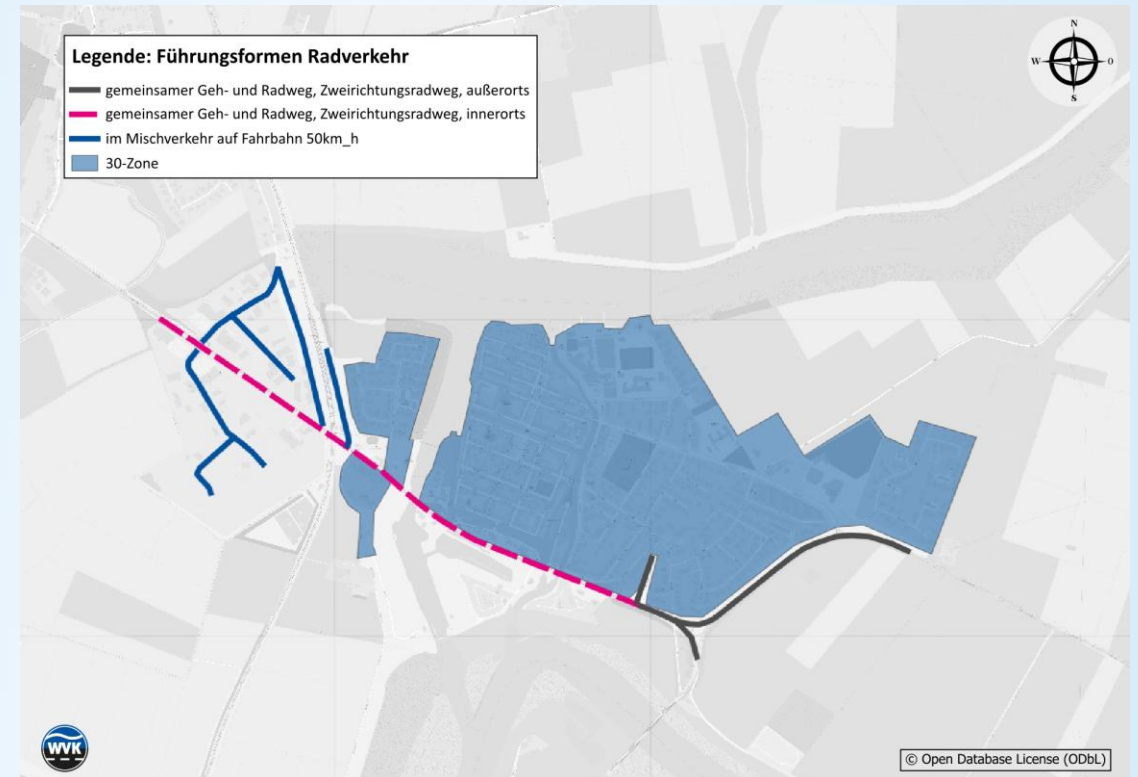 Legende: Führungsformen Radverkehr
gemeinsamer Geh- und Radweg, Zweirichtungsradweg, außerorts
gemeinsamer Geh- und Radweg, Zweirichtungsradweg, innerorts
im Mischverkehr auf Fahrbahn 50km_h
30-Zone
N
W
O
S
WVK
© Open Database License (ODbL)